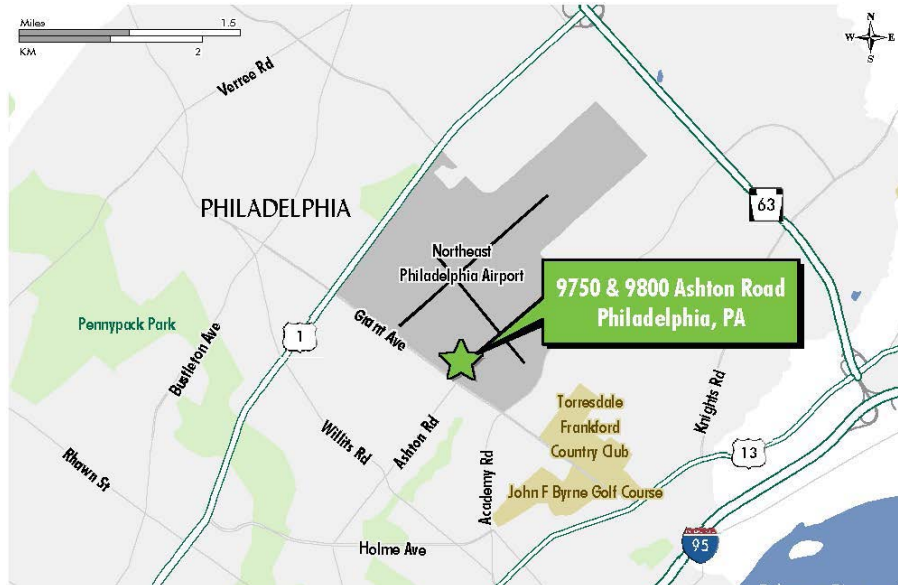 Miles
1.5
KM
2
N
W
E
S
Verree Rd
PHILADELPHIA
63
Northeast
Philadelphia Airport
9750 & 9800 Ashton Road
Philadelphia, PA
Pennypack Park
1
Grant Ave
Bustleton Ave
Knights Rd
Torresdale
Frankford
Country Club
Willits Rd
Ashton Rd
Academy Rd
13
Rhawn St
John F Byrne Golf Course
Holme Ave
95